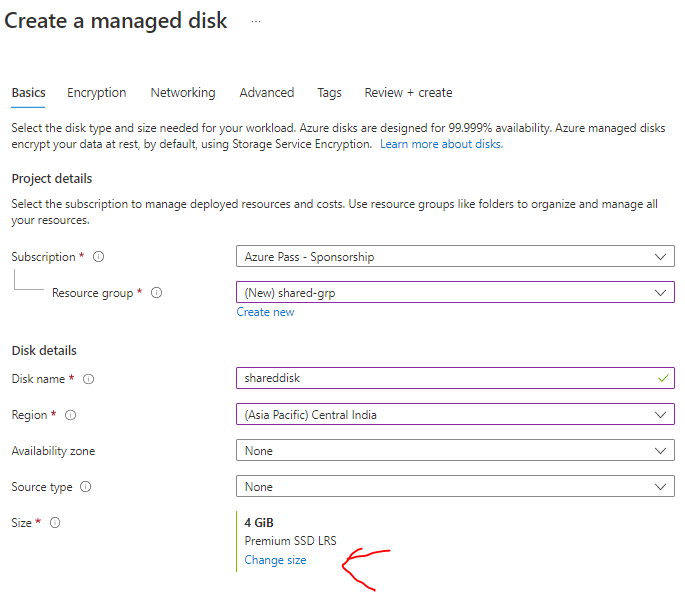 Create a managed disk ...
Basics Encryption Networking Advanced Tags Review + create
Select the disk type and size needed for your workload. Azure disks are designed for 99.999% availability. Azure managed disks
encrypt your data at rest, by default, using Storage Service Encryption. Learn more about disks.
Project details
Select the subscription to manage deployed resources and costs. Use resource groups like folders to organize and manage all
your resources.
Subscription * Azure Pass - Sponsorship
Resource group * (New) shared-grp
Create new
Disk details
Disk name * shareddisk
Region * (Asia Pacific) Central India
Availability zone None
Source type None
Size * 4 GiB
Premium SSD LRS
Change size